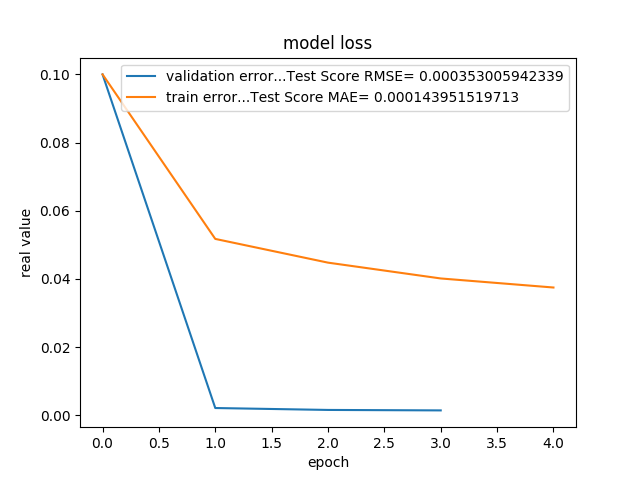 model loss
validation error...Test Score RMSE= 0.000353005942339
train error...Test Score MAE= 0.000143951519713
0.10
0.08
0.06
0.04
0.02
0.00
real value
0.0 0.5 1.0 1.5 2.0 2.5 3.0 3.5 4.0
epoch